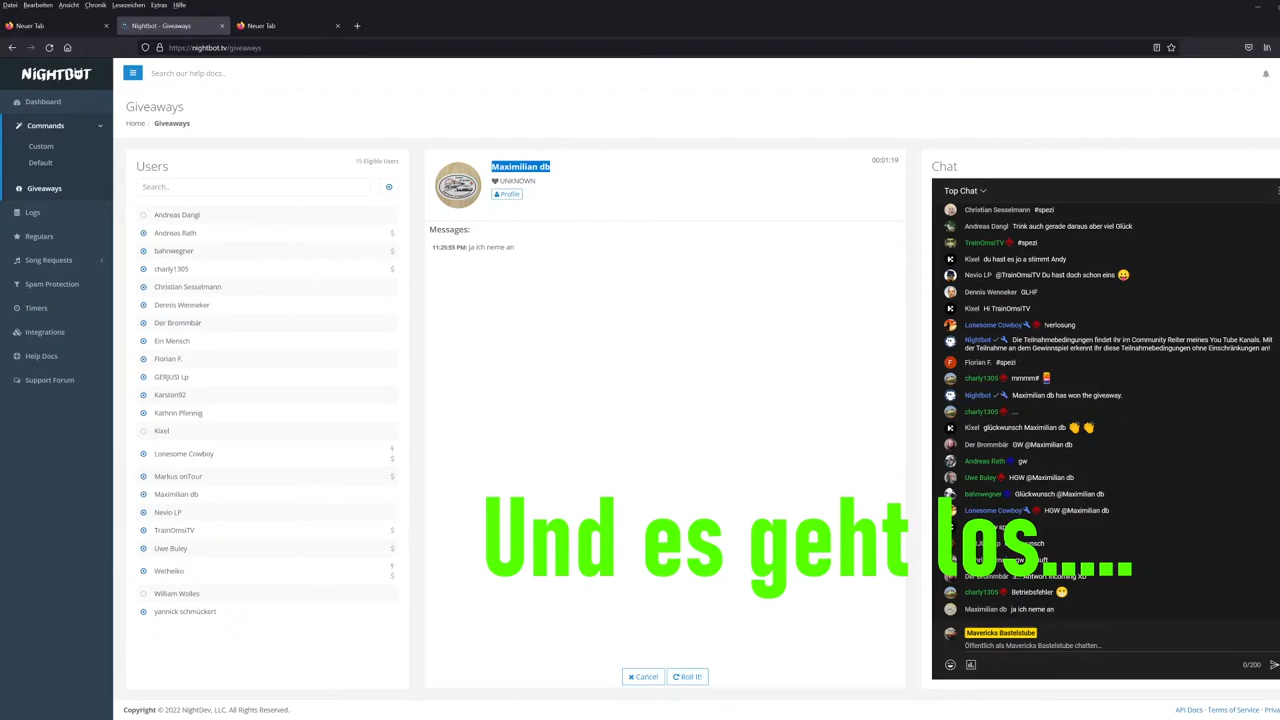 Datei Bearbeiten Ansicht Chronik Lesezeichen Extras Hilfe
Neuer Tab
Nightbot - Giveaways
Neuer Tab
https://nightbot.tv/giveaways
NIGHTBOT
Search our help docs..
Dashboard
Commands
Custom
Default
Giveaways
Logs
Regulars
Song Requests
Spam Protection
Timers
Integrations
Help Docs
Support Forum
Giveaways
Home / Giveaways
Users
15 Eligible Users
Search..
Andreas Dangl
Andreas Rath $
bahnwegner $
charly1305 $
Christian Sesselmann
Dennis Wenneker
Der Brommbär
Ein Mensch
Florian F.
GERJUSI Lp
Karsten92
Kathrin Pfennig
Kixel
Lonesome Cowboy $
Markus onTour $
Maximilian db
Nevio LP
TrainOmsiTV $
Uwe Buley $
Wetheiko $
William Wolles
yannick schmückert
Maximilian db
00:01:19
UNKNOWN
Profile
Messages:
11:25:55 PM: ja ich neme an
Cancel
Roll It!
Chat
Top Chat
Christian Sesselmann #spezi
Andreas Dangl Trink auch gerade daraus aber viel Glück
TrainOmsiTV #spezi
Kixel du hast es jo a stimmt Andy
Nevio LP @TrainOmsiTV Du hast doch schon eins
Dennis Wenneker GLHF
Kixel Hi TrainOmsiTV
Lonesome Cowboy !verlosung
Nightbot Die Teilnahmebedingungen findet Ihr im Community Reiter meines You Tube Kanals. Mit
der Teilnahme an dem Gewinnspiel erkennt Ihr diese Teilnahmebedingungen ohne Einschränkungen an!
Florian F. #spezi
charly1305 mmmm#
Nightbot Maximilian db has won the giveaway.
charly1305 ....
Kixel glückwunsch Maximilian db
Der Brommbär GW @Maximilian db
Andreas Rath gw
Uwe Buley HGW @Maximilian db
bahnwegner Glückwunsch @Maximilian db
Lonesome Cowboy HGW @Maximilian db
Der Brommbär 3... Antwort incoming XD
charly1305 Betriebsfehler
Maximilian db ja ich neme an
Mavericks Bastelstube
Öffentlich als Mavericks Bastelstube chatten...
0/200
Und es geht los......
Copyright © 2022 NightDev, LLC. All Rights Reserved.
API Docs · Terms of Service ·